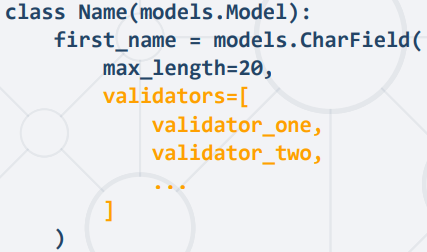 class Name(models.Model):
    first_name = models.CharField(
        max_length=20,
        validators=[
            validator_one,
            validator_two,
            ...
        ]
    )